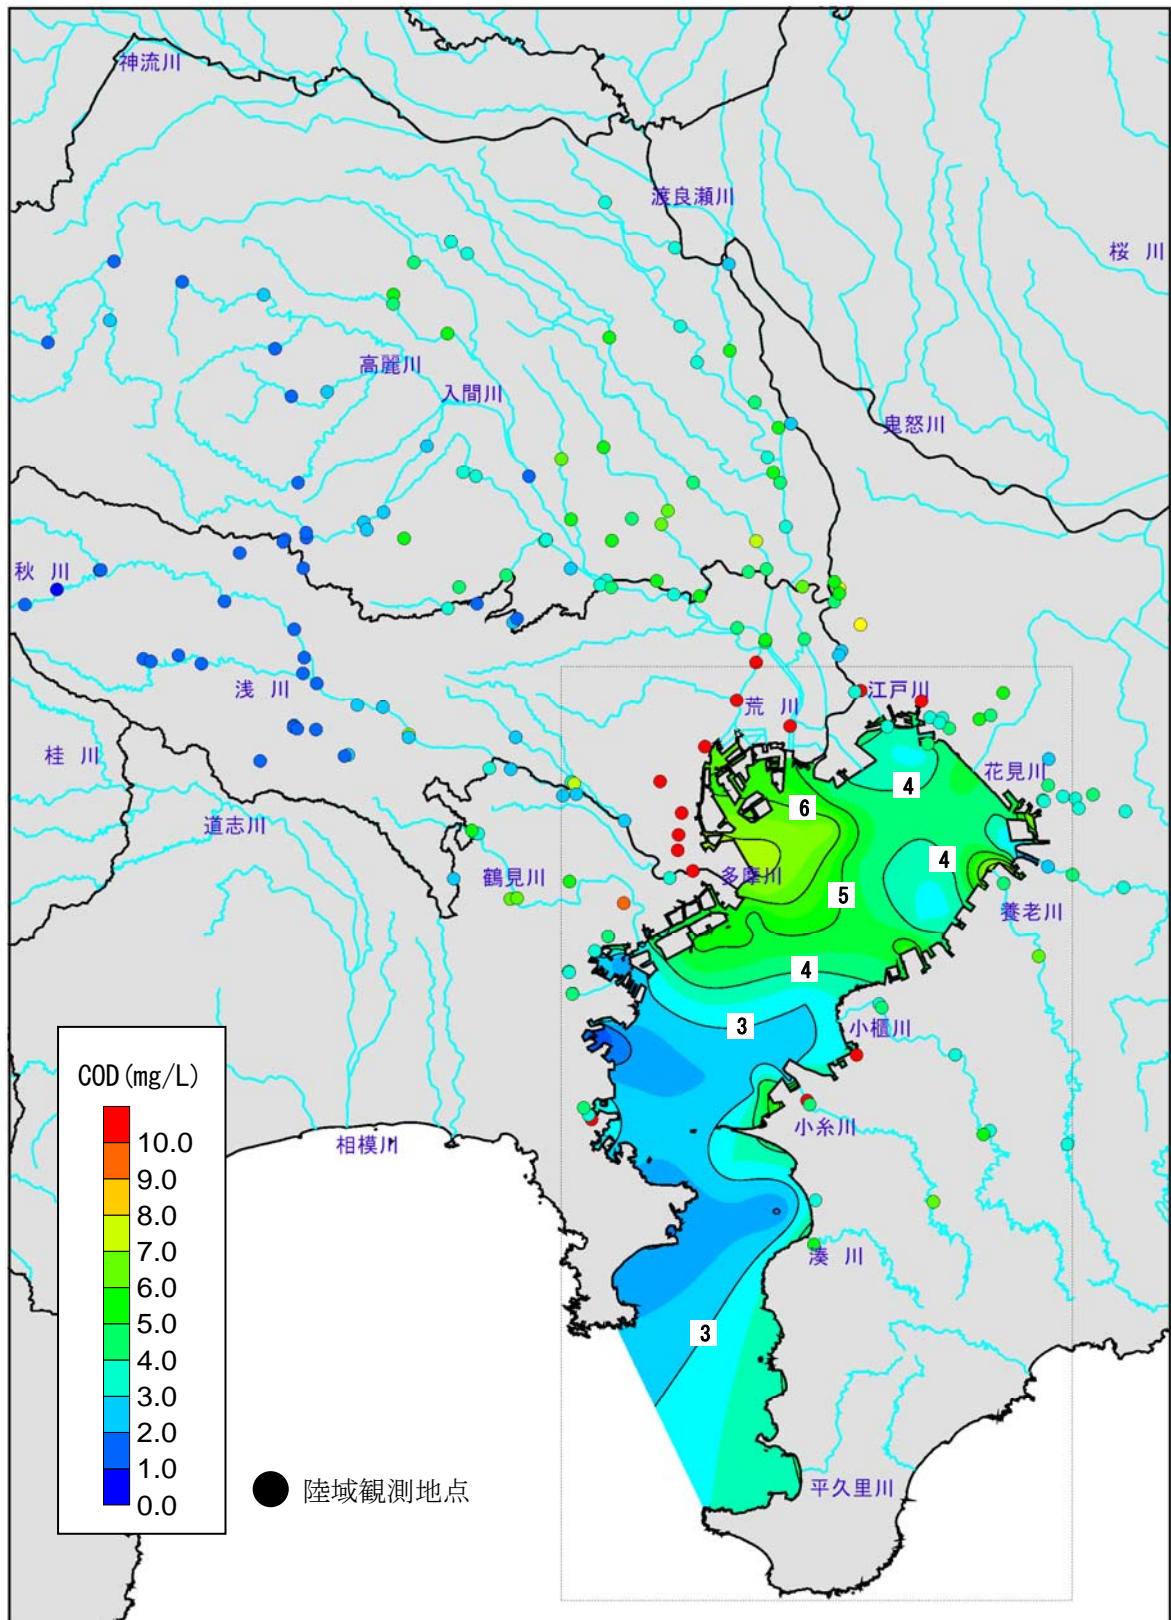 神流川
渡良瀬川
桜 川
高麗川
入間川
鬼怒川
秋 川
浅 川
江戸川
荒 川
桂 川
花見川
4
6
道志川
4
鶴見川
多摩川
5
養老川
4
3
小櫃川
COD(mg/L)
10.0
9.0
8.0
7.0
6.0
5.0
4.0
3.0
2.0
1.0
0.0
小糸川
相模川
湊 川
3
平久里川
陸域観測地点